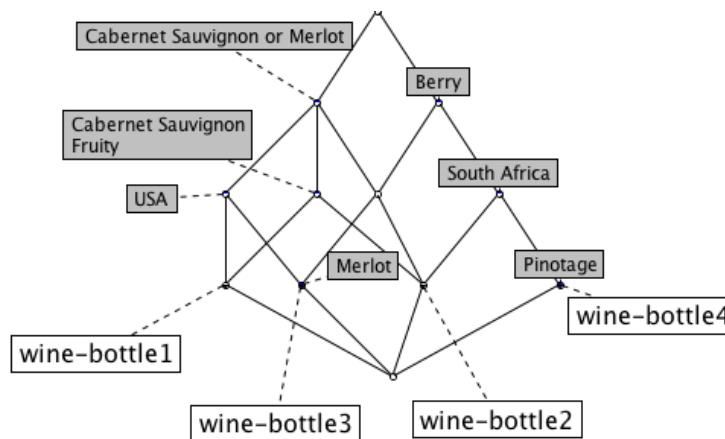 Cabernet Sauvignon or Merlot
Berry
Cabernet Sauvignon
Fruity
South Africa
USA
Merlot
Pinotage
wine-bottle4
wine-bottle1
wine-bottle3
wine-bottle2